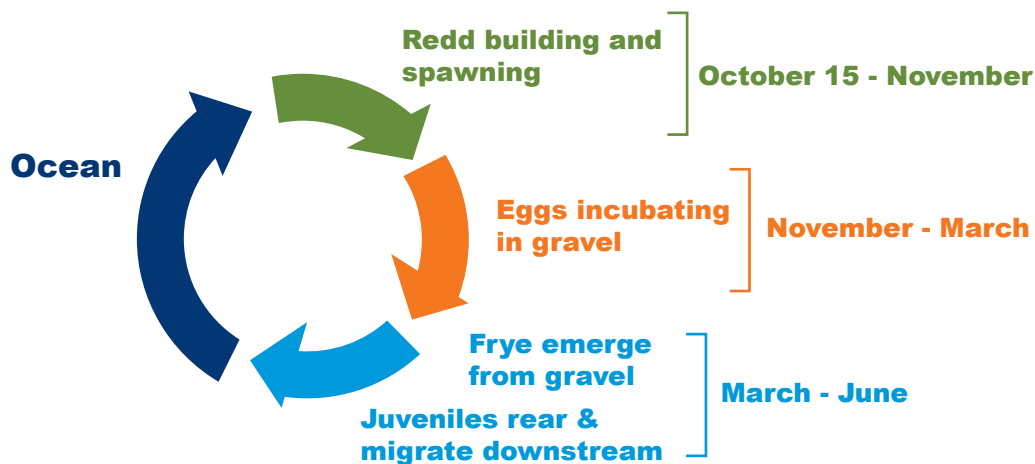 Redd building and
spawning
October 15 - November
Ocean
Eggs incubating
in gravel
November - March
Frye emerge
from gravel
March - June
Juveniles rear &
migrate downstream